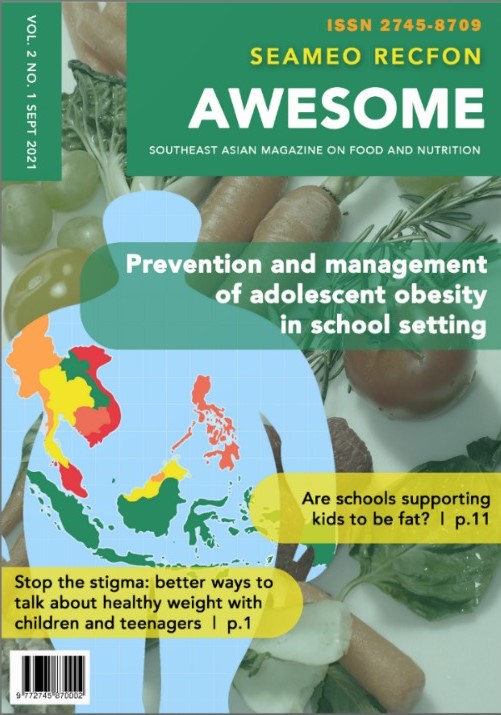 VOL. 2 NO. 1 SEPT 2021
ISSN 2745-8709
SEAMEO RECFON
AWESOME
SOUTHEAST ASIAN MAGAZINE ON FOOD AND NUTRITION
Prevention and management
of adolescent obesity
in school setting
Are schools supporting
kids to be fat? | p.11
Stop the stigma: better ways to
talk about healthy weight with
children and teenagers | p.1
9 772745 870002